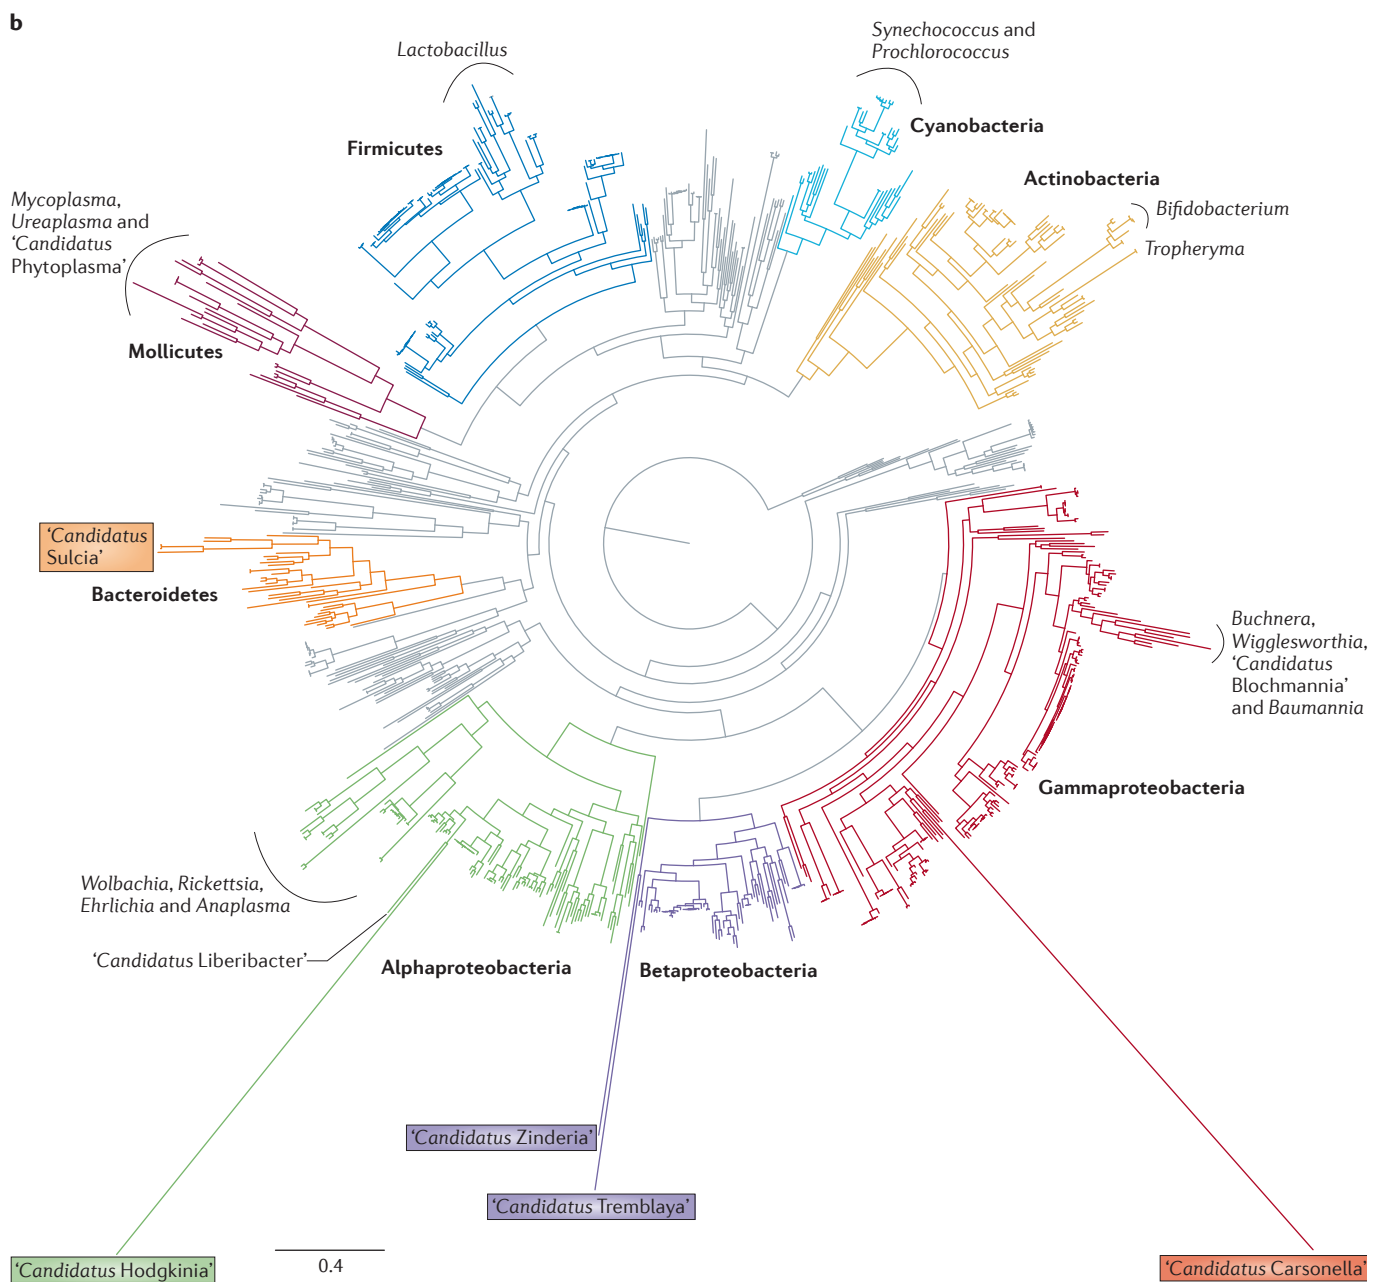 b
Synechococcus and
Prochlorococcus
Lactobacillus
Cyanobacteria
Firmicutes
Actinobacteria
Mycoplasma,
Ureaplasma and
‘Candidatus
Phytoplasma’
Bifidobacterium
Tropheryma
Mollicutes
‘Candidatus
Sulcia’
Bacteroidetes
Buchnera,
Wigglesworthia,
‘Candidatus
Blochmannia’
and Baumannia
Gammaproteobacteria
Wolbachia, Rickettsia,
Ehrlichia and Anaplasma
‘Candidatus Liberibacter’
Alphaproteobacteria
Betaproteobacteria
‘Candidatus Zinderia’
‘Candidatus Tremblaya’
‘Candidatus Hodgkinia’
0.4
‘Candidatus Carsonella’